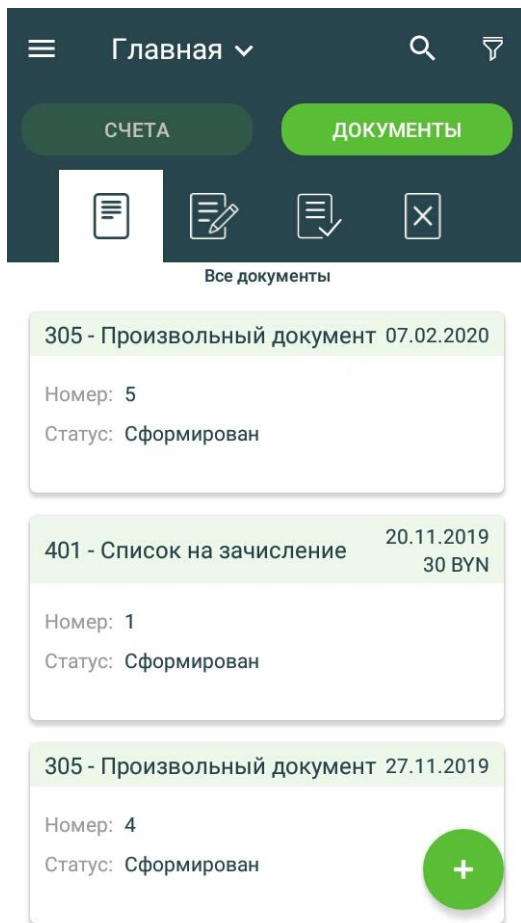 Главная
СЧЕТА ДОКУМЕНТЫ
Все документы
305 - Произвольный документ 07.02.2020
Номер: 5
Статус: Сформирован
401 - Список на зачисление 20.11.2019
30 BYN
Номер: 1
Статус: Сформирован
305 - Произвольный документ 27.11.2019
Номер: 4
Статус: Сформирован
+